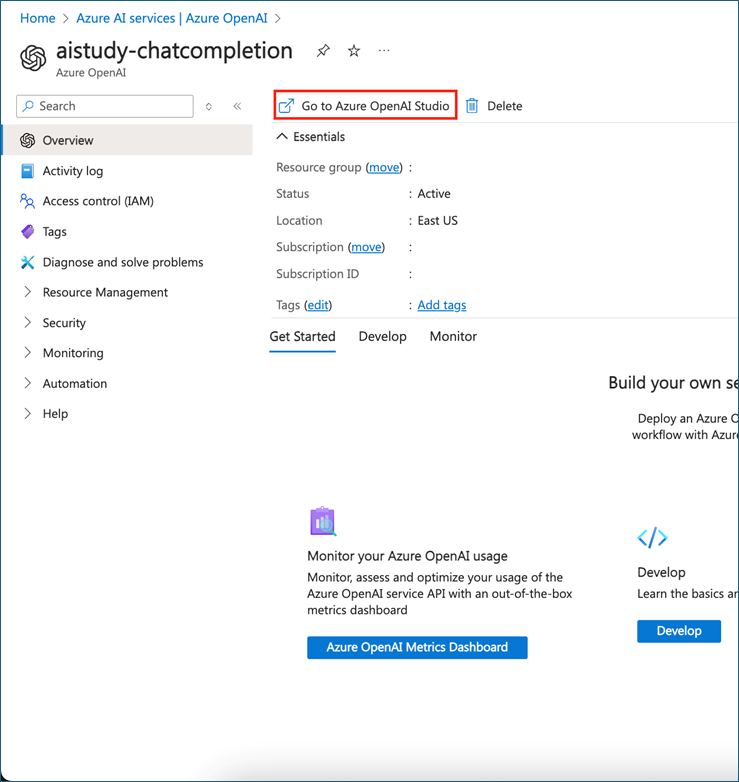 Home > Azure AI services | Azure OpenAI >
aistudy-chatcompletion ...
Azure OpenAI
Search
Go to Azure OpenAI Studio Delete
Overview
Activity log
Access control (IAM)
Tags
Diagnose and solve problems
Resource Management
Security
Monitoring
Automation
Help
Essentials
Resource group (move) :
Status : Active
Location : East US
Subscription (move) :
Subscription ID :
Tags (edit) : Add tags
Get Started Develop Monitor
Build your own se
Deploy an Azure O
workflow with Azure
Monitor your Azure OpenAI usage
Monitor, assess and optimize your usage of the
Azure OpenAI service API with an out-of-the-box
metrics dashboard
Azure OpenAI Metrics Dashboard
Develop
Learn the basics an
Develop